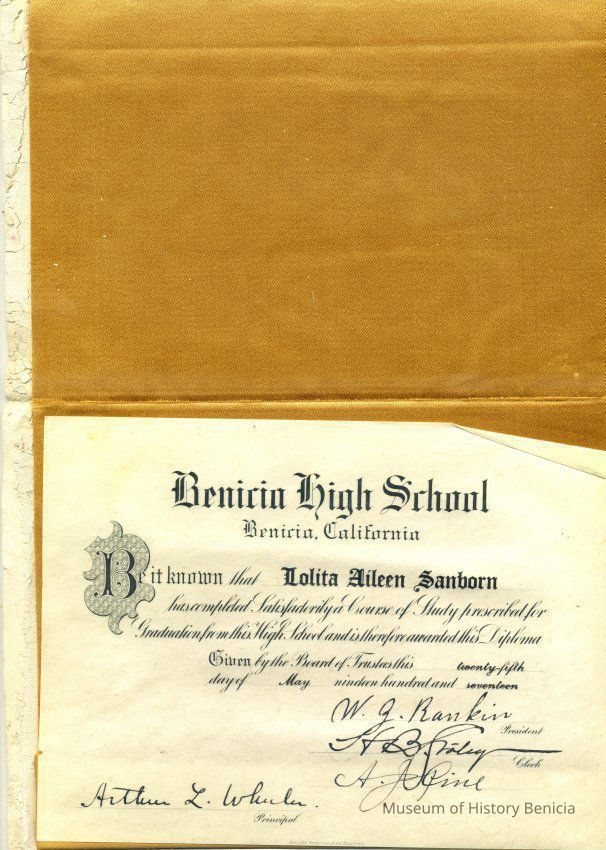 Benicia High School
Benicia, California
Be it known that Lolita Aileen Sanborn
has completed Satisfactorily a Course of Study prescribed for
Graduation from this High School and is therefore awarded this Diploma
Given by the Board of Trustees this twenty-fifth
day of May nineteen hundred and seventeen
W. J. Rankin
President
H B
Clerk
A. J.
Arthur L. Wheeler.
Principal
Museum of History Benicia